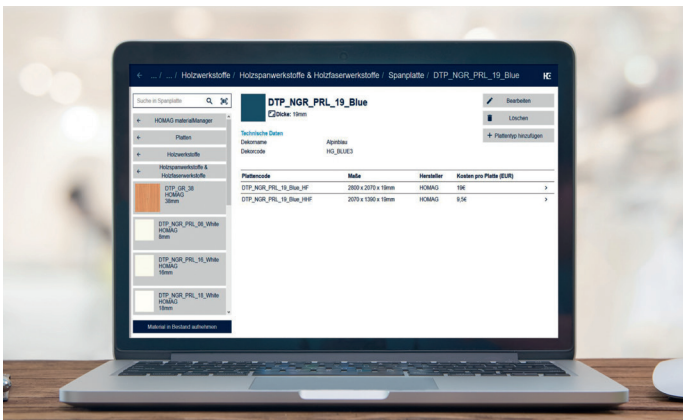 ← ... / ... / Holzwerkstoffe / Holzspanwerkstoffe & Holzfaserwerkstoffe / Spanplatte / DTP_NGR_PRL_19_Blue
Suche in Spanplatte
HOMAG materialManager
Platten
Holzwerkstoffe
Holzspanwerkstoffe &
Holzfaserwerkstoffe
DTP_GR_38
HOMAG
38mm
DTP_NGR_PRL_08_White
HOMAG
8mm
DTP_NGR_PRL_16_White
HOMAG
16mm
DTP_NGR_PRL_18_White
HOMAG
18mm
Material in Bestand aufnehmen
DTP_NGR_PRL_19_Blue
Dicke: 19mm
Technische Daten
Dekorname Alpinblau
Dekorcode HG_BLUE3
Bearbeiten
Löschen
+ Plattentyp hinzufügen
Plattencode Maße Hersteller Kosten pro Platte (EUR)
DTP_NGR_PRL_19_Blue_HF 2800 x 2070 x 19mm HOMAG 19€
DTP_NGR_PRL_19_Blue_HHF 2070 x 1390 x 19mm HOMAG 9,5€